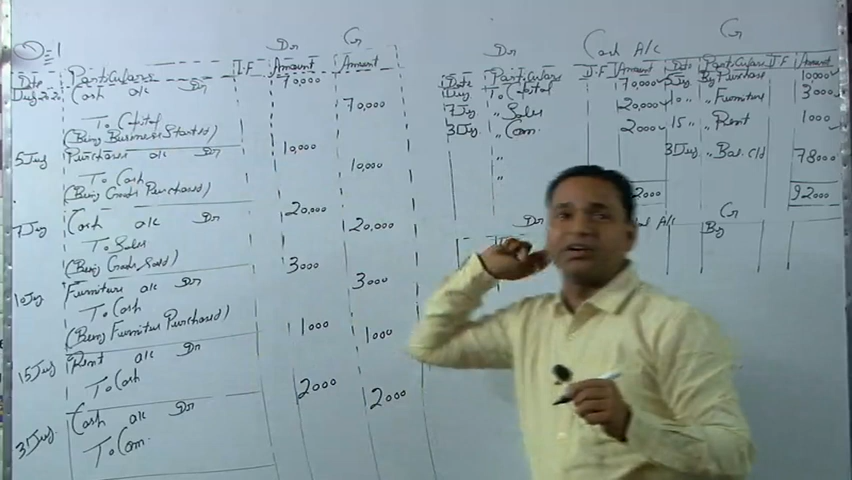 Q=1
Dr Cr
Date Particulars J.F Amount Amount
Cash a/c Dr 70,000
To Capital 70,000
(Being Business Started)
5 July Purchases a/c Dr 10,000
To Cash 10,000
(Being Goods Purchased)
7 July Cash a/c Dr 20,000
To Sales 20,000
(Being Goods Sold)
10 July Furniture a/c Dr 3000
To Cash 3000
(Being Furniture Purchased)
15 July Rent a/c Dr 1000
To Cash 1000
31 July Cash a/c Dr 2000
To Com. 2000
Dr Cash A/c Cr
Date Particulars J.F Amount Date Particulars J.F Amount
To Capital 70,000 5 July By Purchase 10000
7 July " Sales 20,000 10 " " Furniture 3000
31 July " Com. 2000 15 " " Rent 1000
"
31 July " Bal. c/d 78000
"
2000 92000
Dr A/c Cr
By